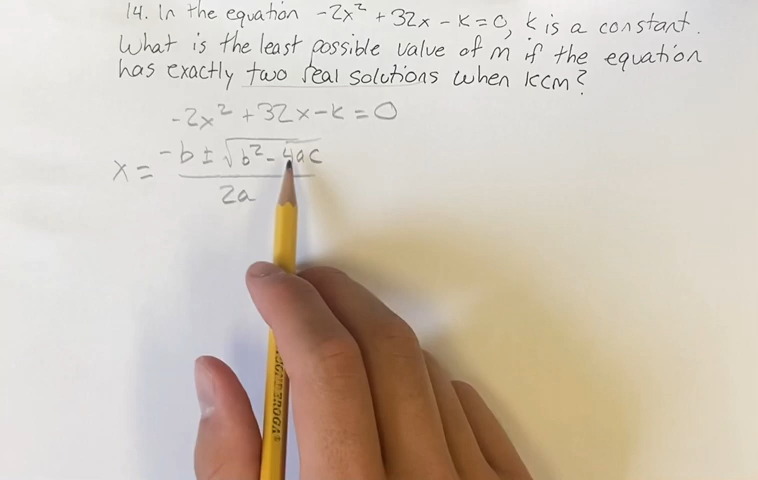 14. In the equation -2x² + 32x - k = 0, k is a constant.
What is the least possible value of m if the equation
has exactly two real solutions when k<m?
-2x² + 32x - k = 0
x = -b ± √b² - 4ac
2a